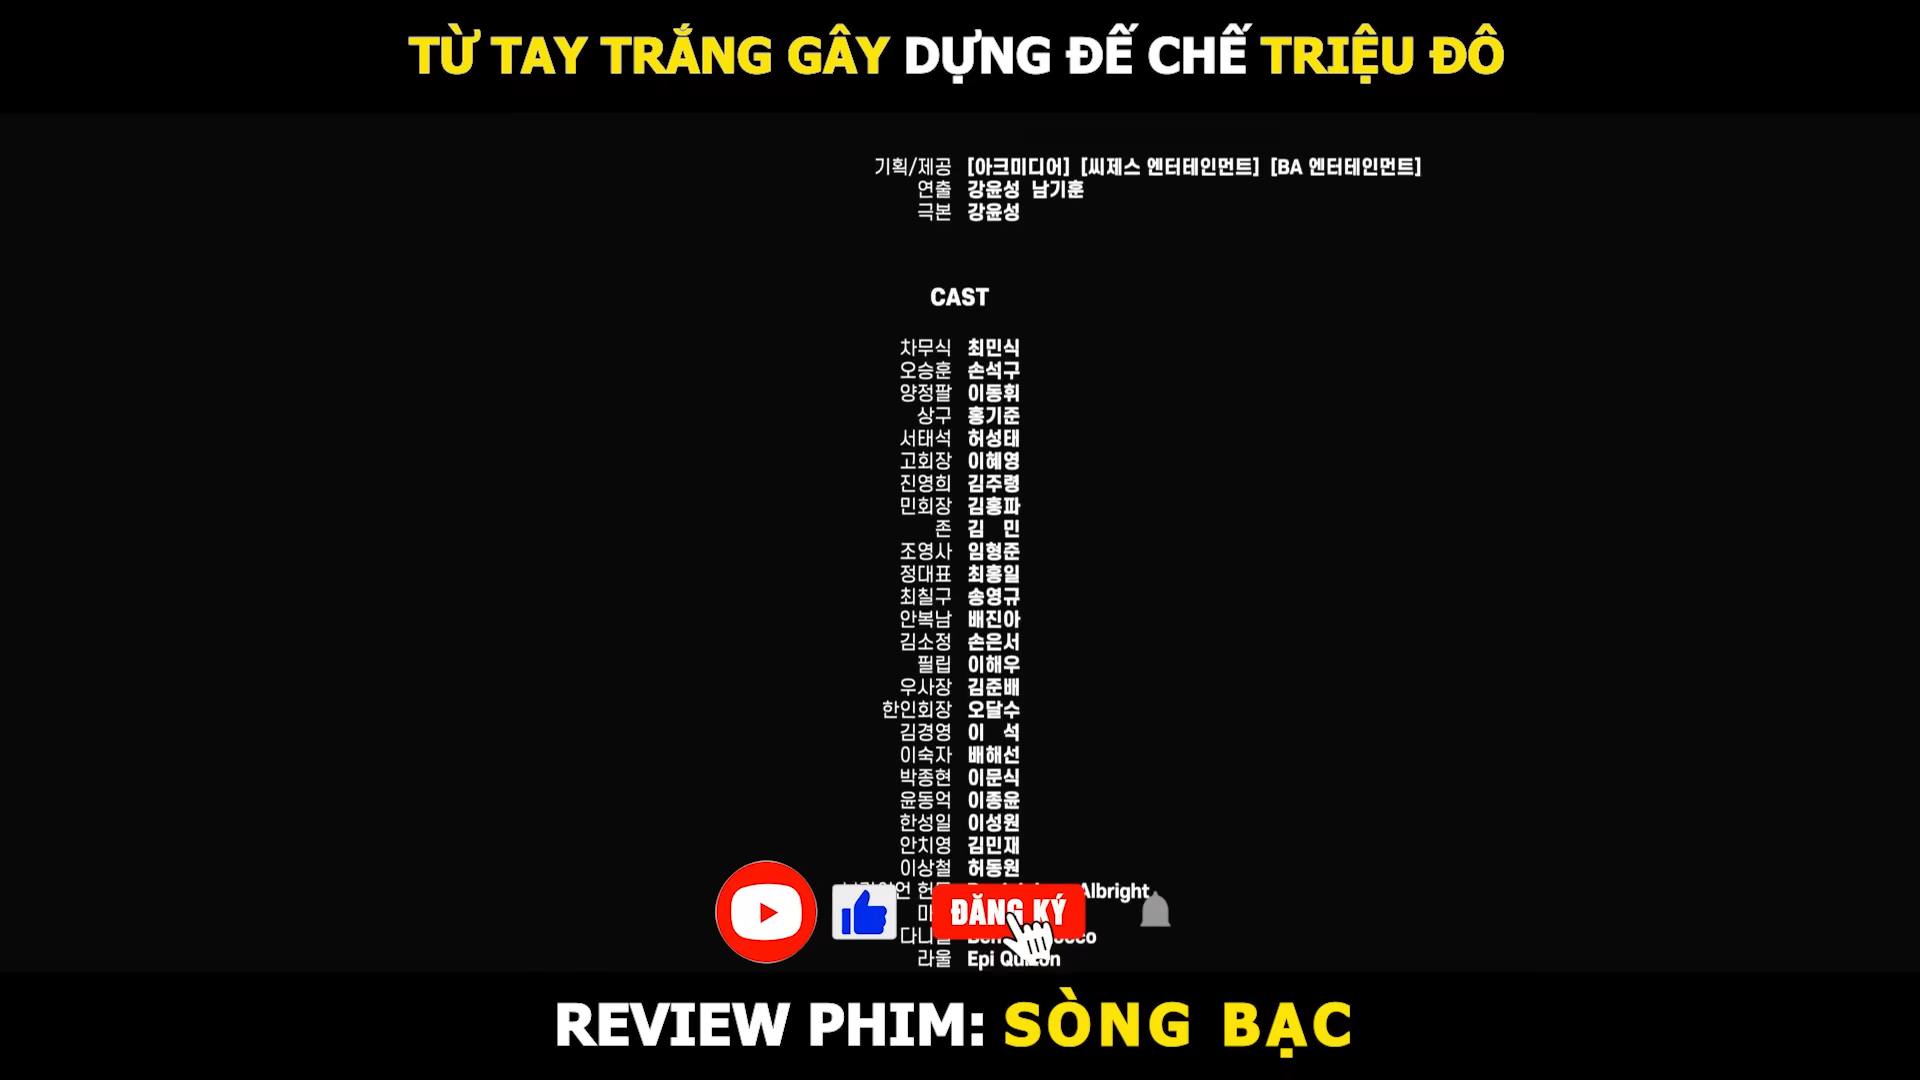 TỪ TAY TRẮNG GÂY DỰNG ĐẾ CHẾ TRIỆU ĐÔ
기획/제공 [아크미디어] [씨제스 엔터테인먼트] [BA 엔터테인먼트]
연출 강윤성 남기훈
극본 강윤성
CAST
차무식 최민식
오승훈 손석구
양정팔 이동휘
상구 홍기준
서태석 허성태
고회장 이혜영
진영희 김주령
민회장 김홍파
존 김 민
조영사 임형준
정대표 최홍일
최칠구 송영규
안복남 배진아
김소정 손은서
필립 이해우
우사장 김준배
한인회장 오달수
김경영 이 석
이숙자 배해선
박종현 이문식
윤동억 이종윤
한성일 이성원
안치영 김민재
이상철 허동원
Albright
ĐĂNG KÝ
라울 Epi
REVIEW PHIM: SÒNG BẠC